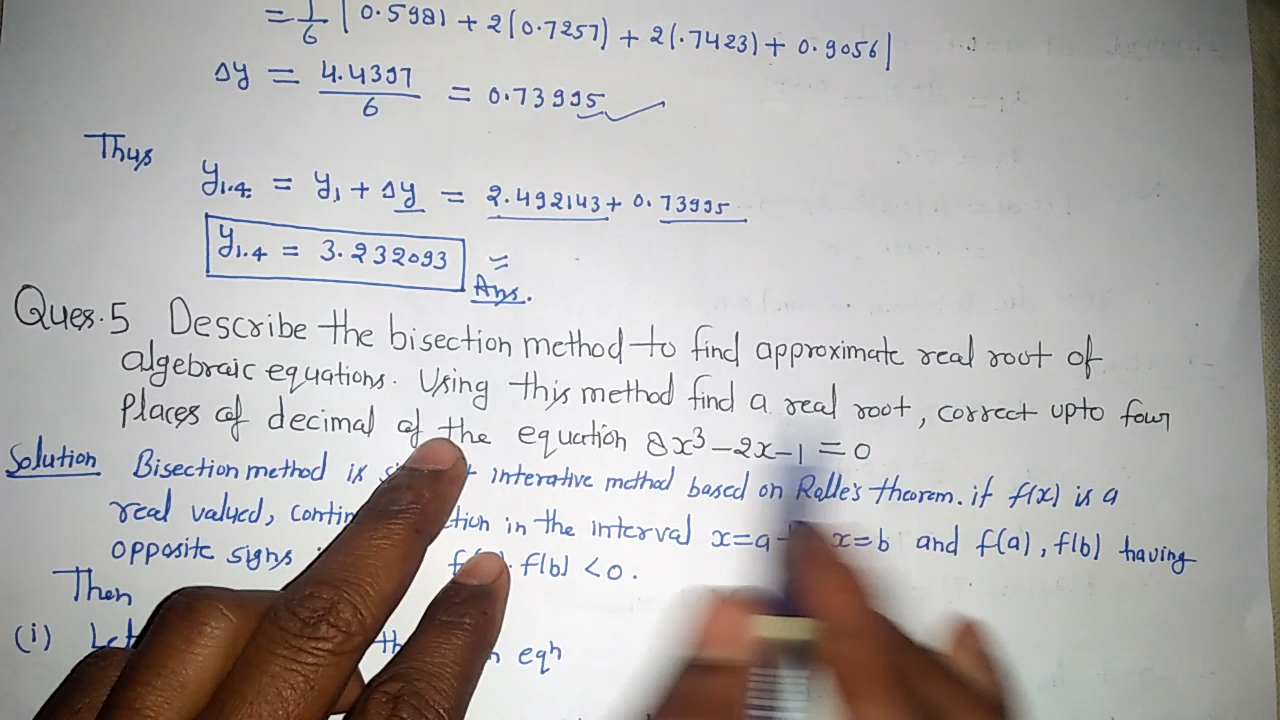 = 1/6 [0.5981 + 2(0.7257) + 2(.7423) + 0.9056]
Δy = 4.4397/6 = 0.73995
Thus
y1.4 = y1 + Δy = 2.492143 + 0.73995
y1.4 = 3.232093
Ans.
Ques.5 Describe the bisection method to find approximate real root of
algebraic equations. Using this method find a real root, correct upto four
places of decimal of the equation 8x³-2x-1=0
Solution Bisection method is interative method based on Rolle's theorem. if f(x) is a
real valued, in the interval x=a x=b and f(a), f(b) having
opposite signs f(b) <0.
Then
(i) Let eqn